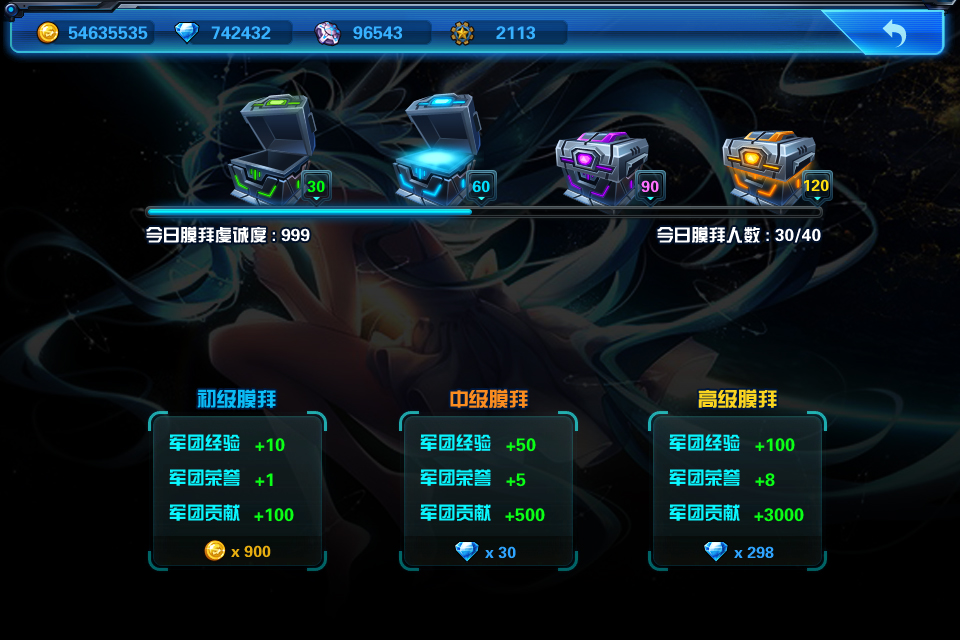 54635535 742432 96543 2113
30 60 90 120
今日膜拜虔诚度 : 999 今日膜拜人数 : 30/40
初级膜拜 中级膜拜 高级膜拜
军团经验 +10 军团经验 +50 军团经验 +100
军团荣誉 +1 军团荣誉 +5 军团荣誉 +8
军团贡献 +100 军团贡献 +500 军团贡献 +3000
x 900 x 30 x 298